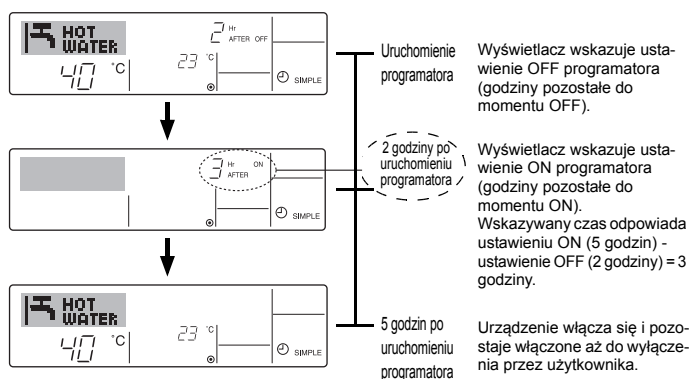 HOT
WATER
40 °C
23 °C
2 Hr
AFTER OFF
SIMPLE
Uruchomienie
programatora
Wyświetlacz wskazuje usta-
wienie OFF programatora
(godziny pozostałe do
momentu OFF).
3 Hr ON
AFTER
SIMPLE
2 godziny po
uruchomieniu
programatora
Wyświetlacz wskazuje usta-
wienie ON programatora
(godziny pozostałe do
momentu ON).
Wskazywany czas odpowiada
ustawieniu ON (5 godzin) -
ustawienie OFF (2 godziny) = 3
godziny.
HOT
WATER
40 °C
23 °C
SIMPLE
5 godzin po
uruchomieniu
programatora
Urządzenie włącza się i pozo-
staje włączone aż do wyłącze-
nia przez użytkownika.